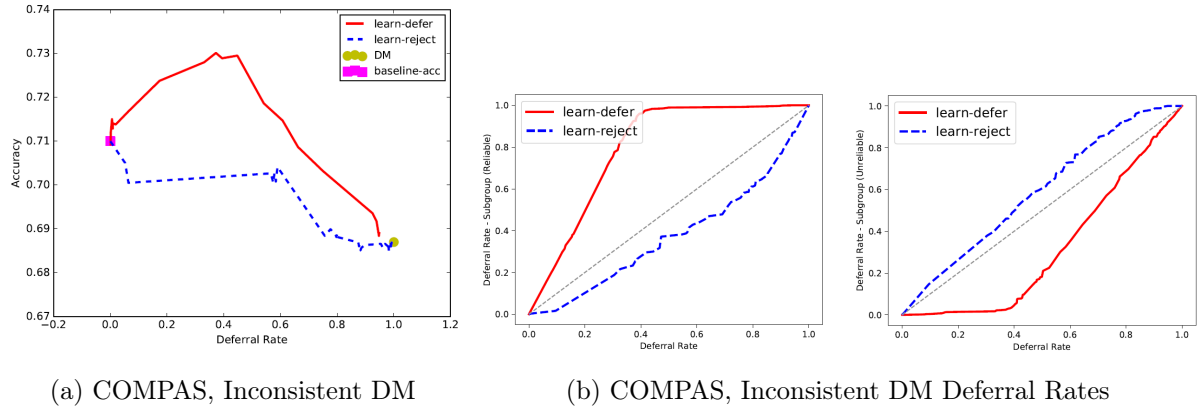 0.74
0.73
0.72
0.71
0.70
0.69
0.68
0.67
Accuracy
−0.2 0.0 0.2 0.4 0.6 0.8 1.0 1.2
Deferral Rate
learn-defer
learn-reject
DM
baseline-acc
(a) COMPAS, Inconsistent DM
1.0
0.8
0.6
0.4
0.2
0.0
Deferral Rate - Subgroup (Reliable)
0.0 0.2 0.4 0.6 0.8 1.0
Deferral Rate
learn-defer
learn-reject
1.0
0.8
0.6
0.4
0.2
0.0
Deferral Rate - Subgroup (Unreliable)
0.0 0.2 0.4 0.6 0.8 1.0
Deferral Rate
learn-defer
learn-reject
(b) COMPAS, Inconsistent DM Deferral Rates